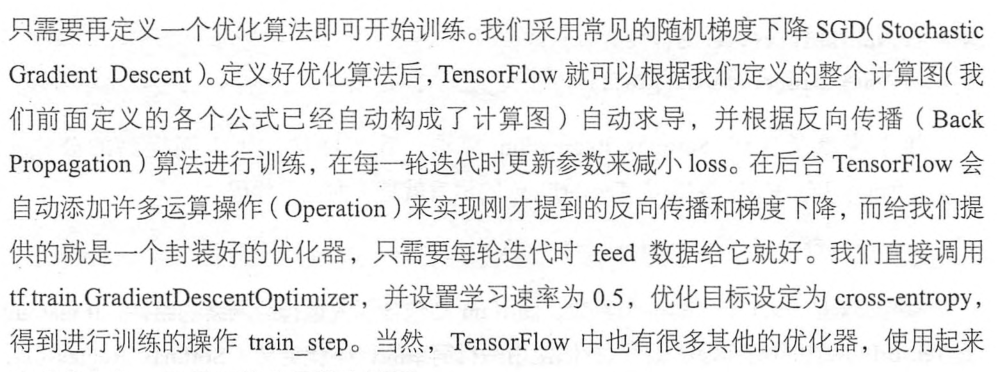 只需要再定义一个优化算法即可开始训练。我们采用常见的随机梯度下降 SGD（Stochastic
Gradient Descent）。定义好优化算法后，TensorFlow 就可以根据我们定义的整个计算图（我
们前面定义的各个公式已经自动构成了计算图）自动求导，并根据反向传播（Back
Propagation）算法进行训练，在每一轮迭代时更新参数来减小 loss。在后台 TensorFlow 会
自动添加许多运算操作（Operation）来实现刚才提到的反向传播和梯度下降，而给我们提
供的就是一个封装好的优化器，只需要每轮迭代时 feed 数据给它就好。我们直接调用
tf.train.GradientDescentOptimizer，并设置学习速率为 0.5，优化目标设定为 cross-entropy，
得到进行训练的操作 train_step。当然，TensorFlow 中也有很多其他的优化器，使用起来